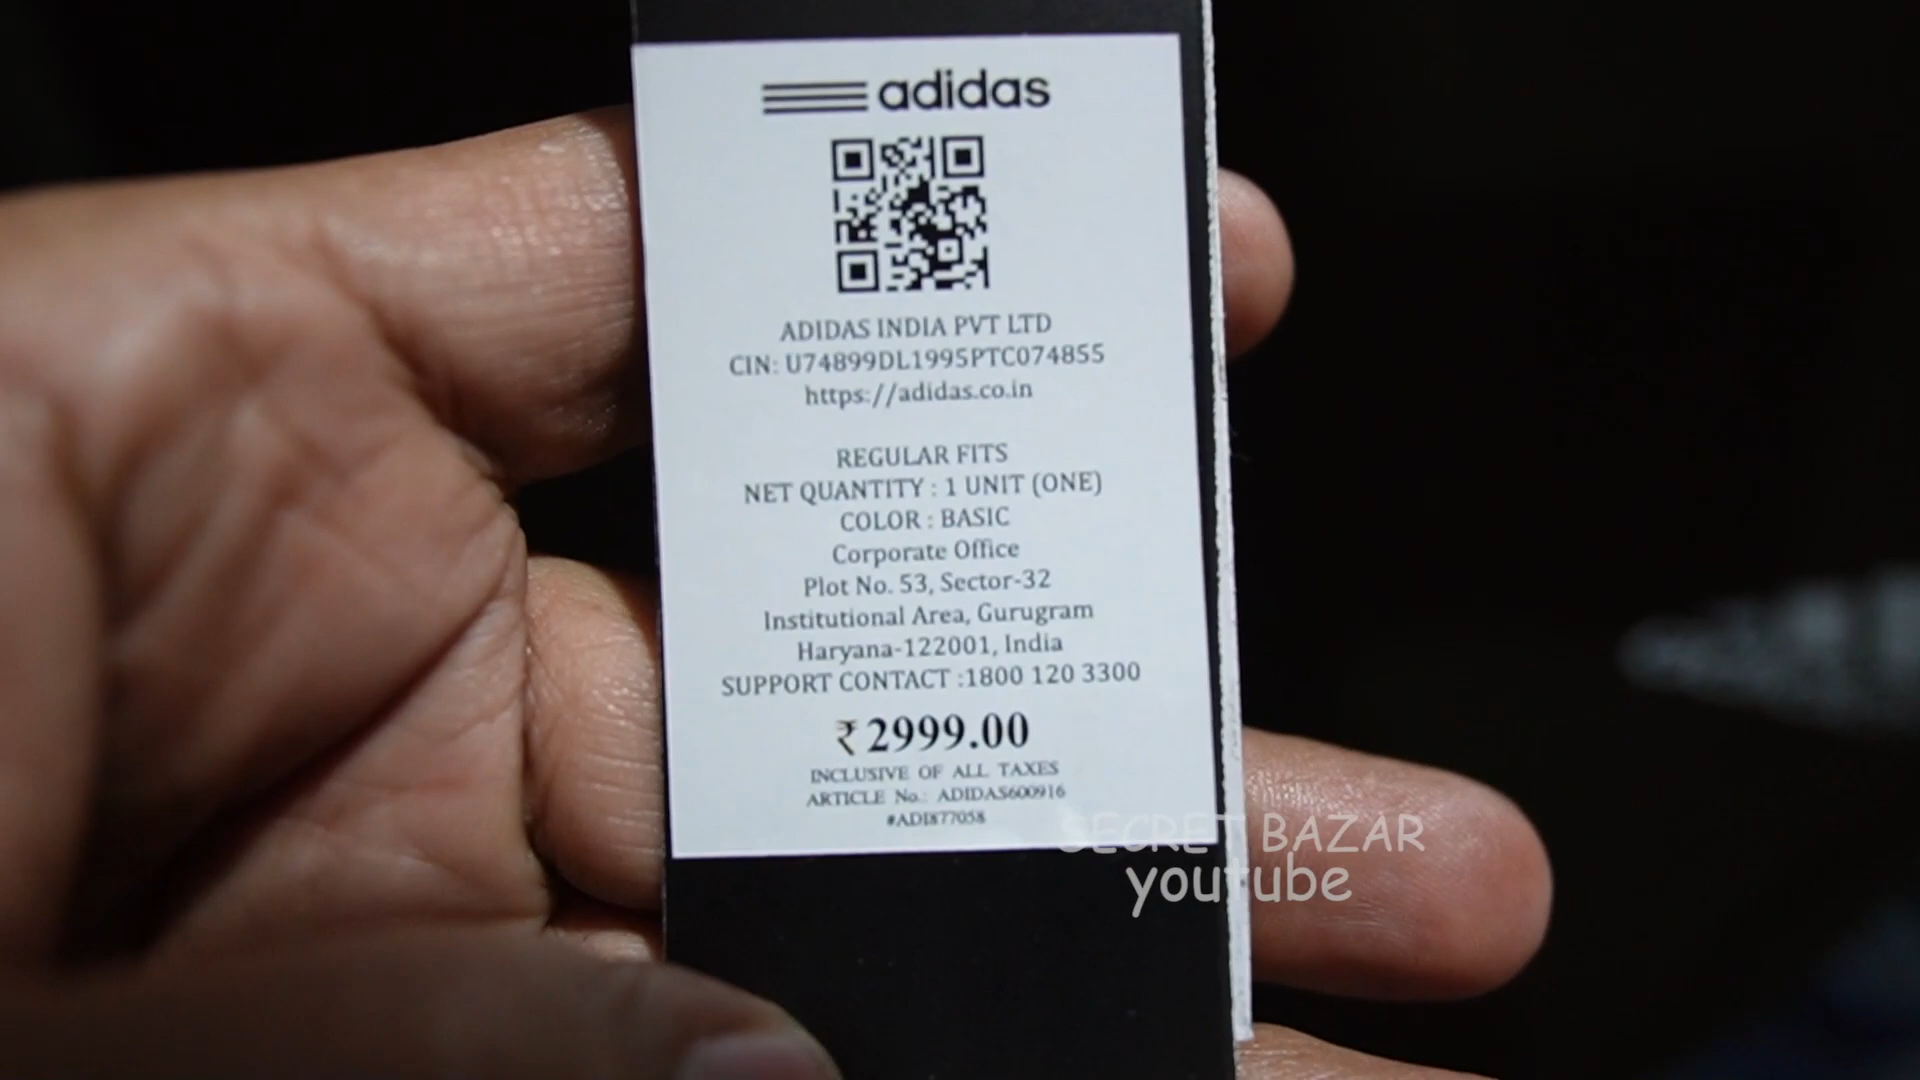 adidas
ADIDAS INDIA PVT LTD
CIN: U74899DL1995PTC074855
https://adidas.co.in
REGULAR FITS
NET QUANTITY : 1 UNIT (ONE)
COLOR : BASIC
Corporate Office
Plot No. 53, Sector-32
Institutional Area, Gurugram
Haryana-122001, India
SUPPORT CONTACT :1800 120 3300
₹ 2999.00
INCLUSIVE OF ALL TAXES
ARTICLE No.: ADIDAS600916
#ADI877058
SECRET BAZAR
youtube